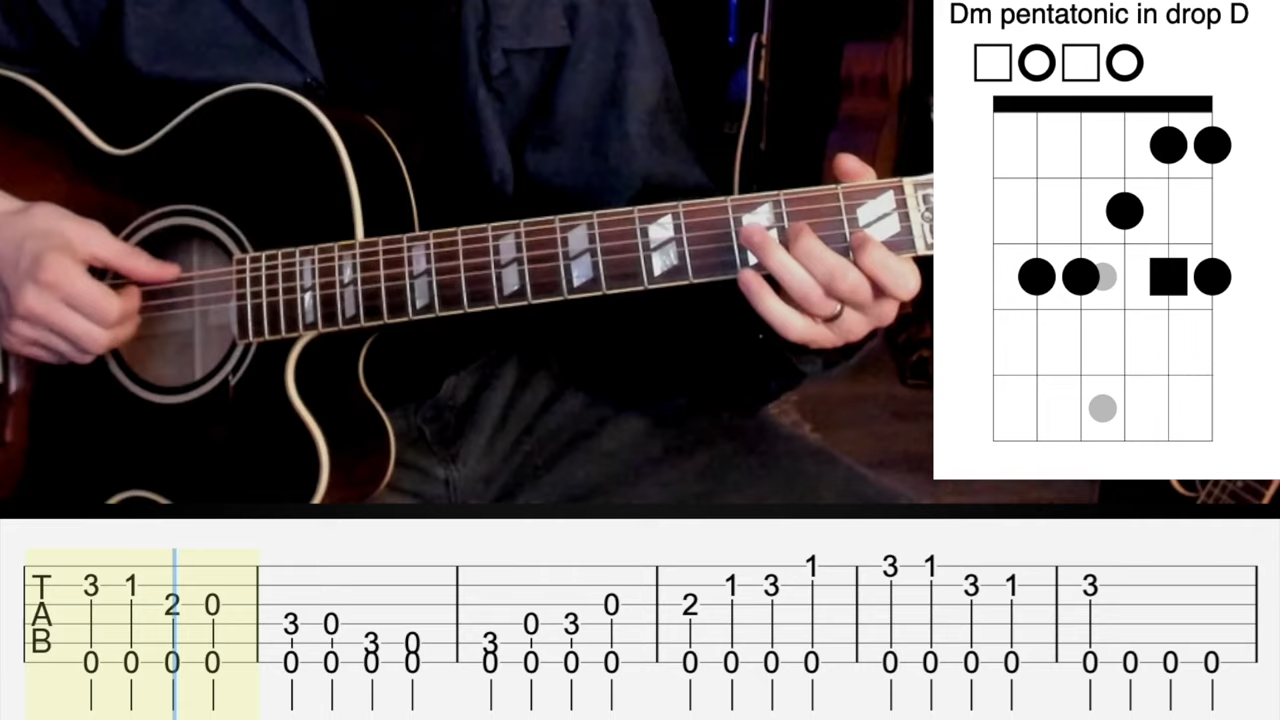 Dm pentatonic in drop D
1 3 1
T 3 1 1 3 3 1 3
A 2 0 0 2
3 0 0 3
B 3 0 3
0 0 0 0 0 0 0 0 0 0 0 0 0 0 0 0 0 0 0 0 0 0 0 0